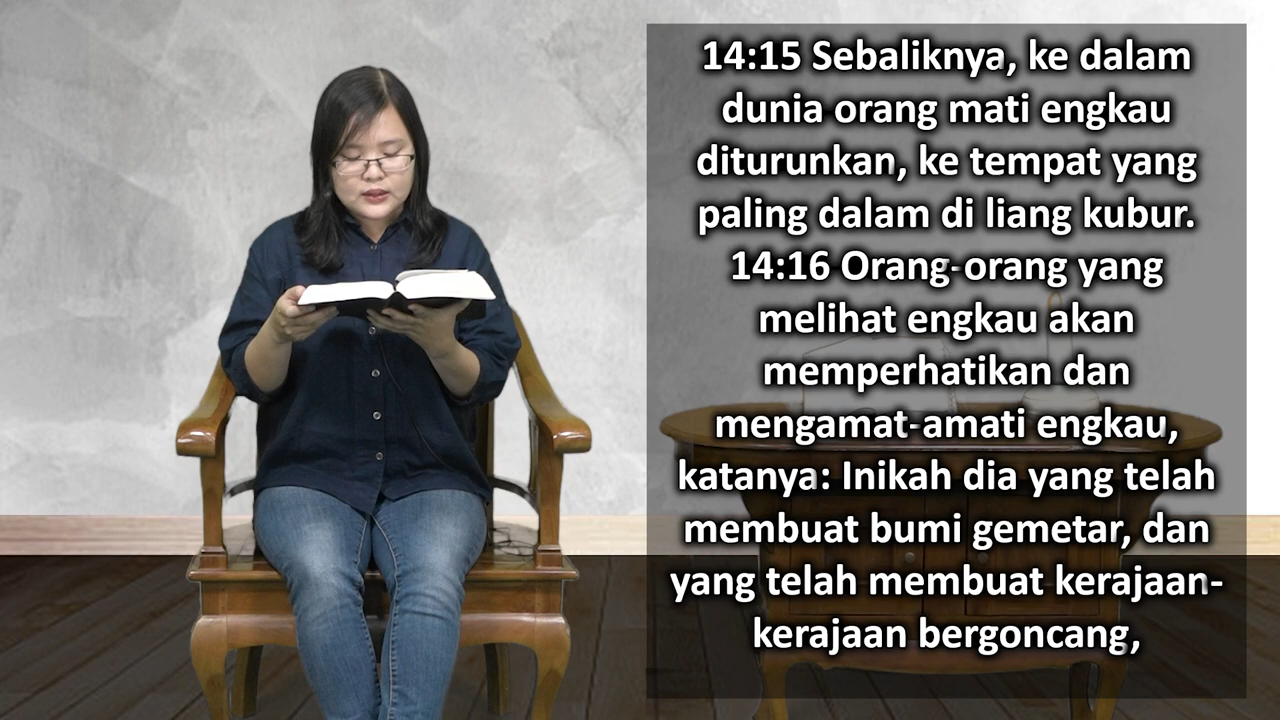 14:15 Sebaliknya, ke dalam
dunia orang mati engkau
diturunkan, ke tempat yang
paling dalam di liang kubur.
14:16 Orang-orang yang
melihat engkau akan
memperhatikan dan
mengamat-amati engkau,
katanya: Inikah dia yang telah
membuat bumi gemetar, dan
yang telah membuat kerajaan-
kerajaan bergoncang,